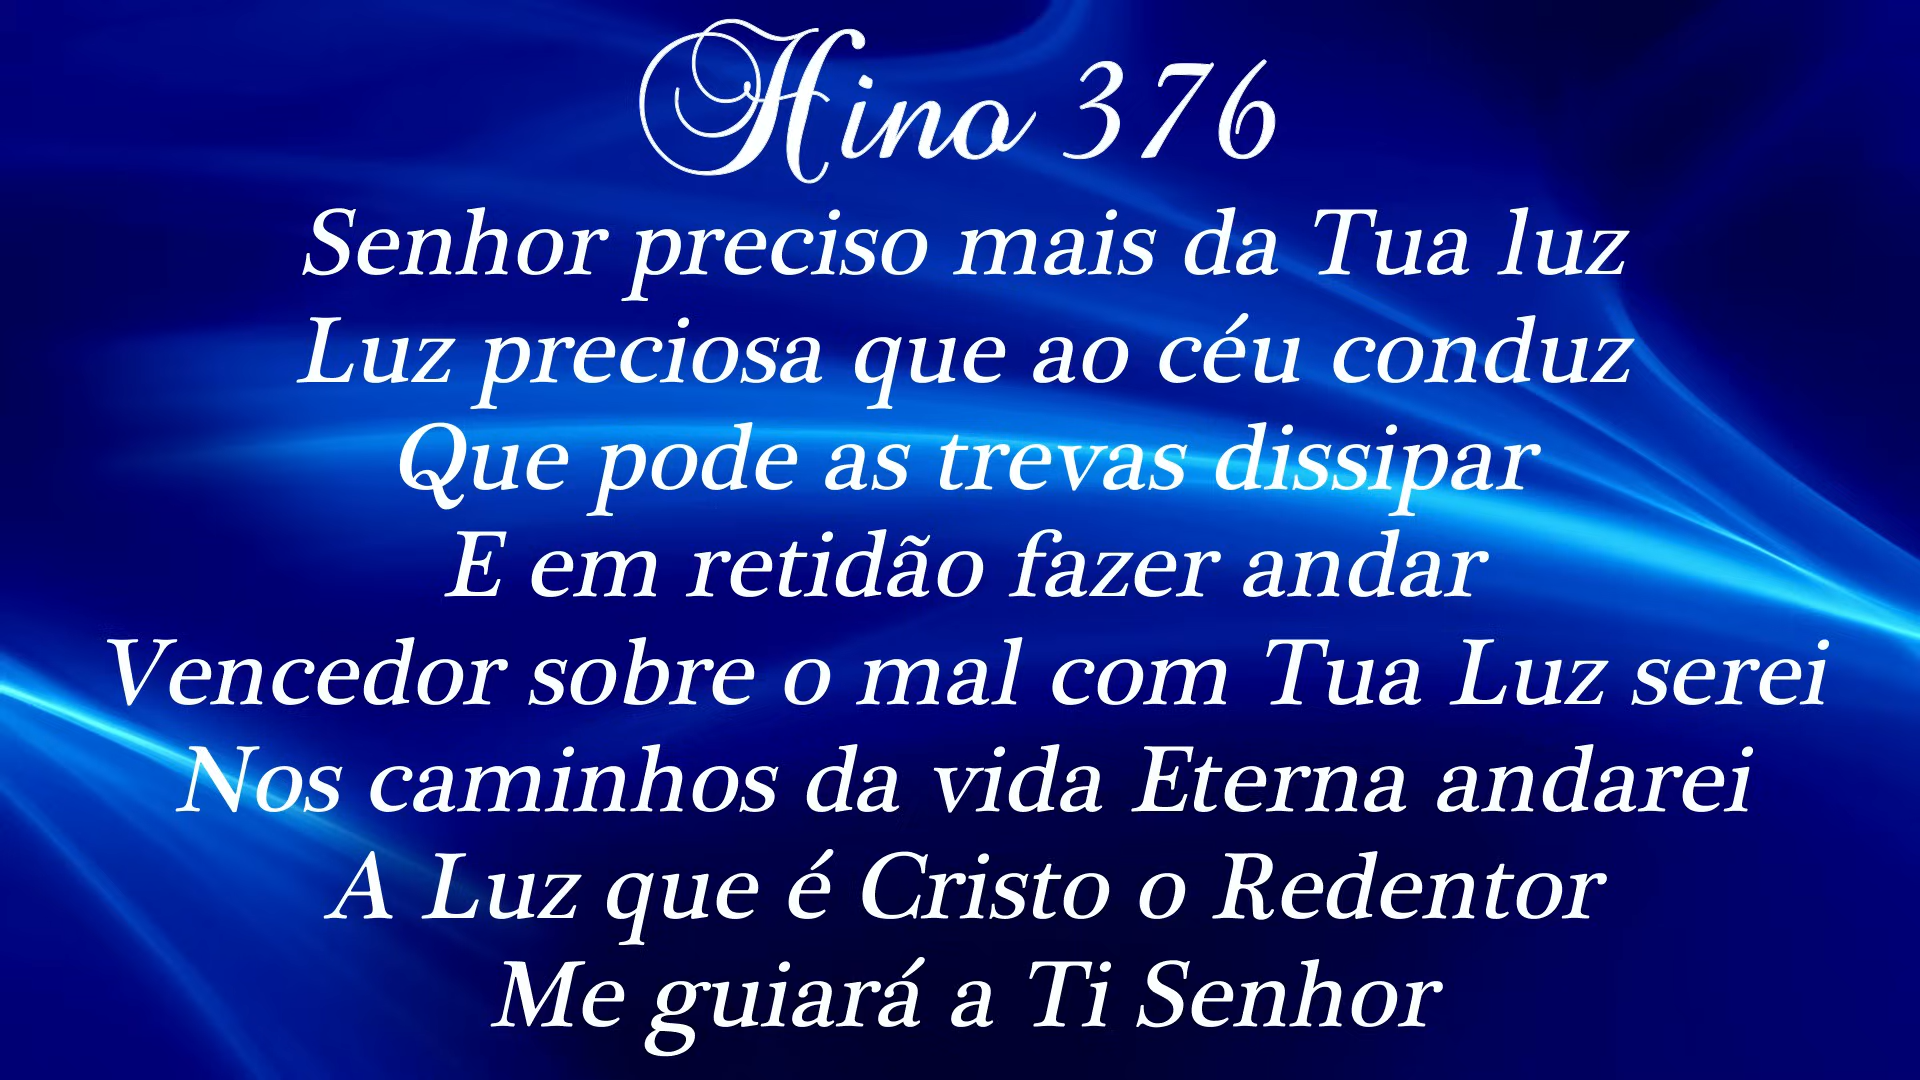 Hino 376
Senhor preciso mais da Tua luz
Luz preciosa que ao céu conduz
Que pode as trevas dissipar
E em retidão fazer andar
Vencedor sobre o mal com Tua Luz serei
Nos caminhos da vida Eterna andarei
A Luz que é Cristo o Redentor
Me guiará a Ti Senhor